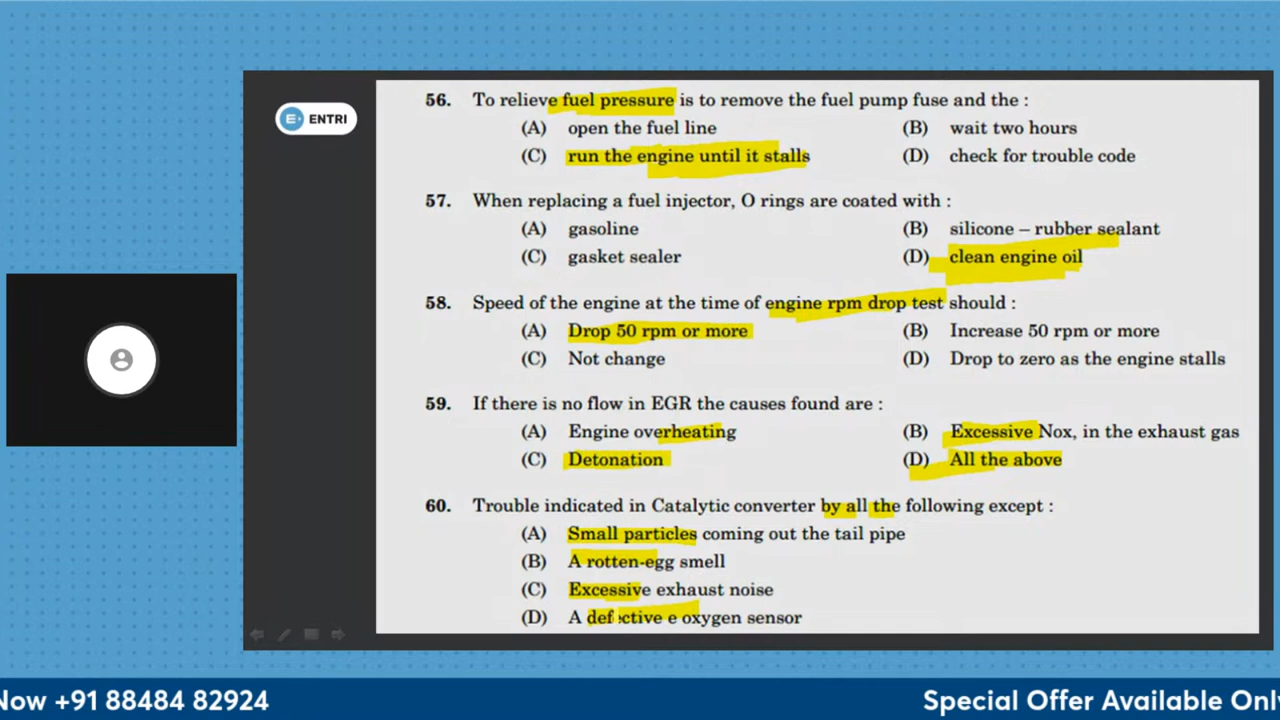 E ENTRI
56. To relieve fuel pressure is to remove the fuel pump fuse and the :
(A) open the fuel line (B) wait two hours
(C) run the engine until it stalls (D) check for trouble code
57. When replacing a fuel injector, O rings are coated with :
(A) gasoline (B) silicone – rubber sealant
(C) gasket sealer (D) clean engine oil
58. Speed of the engine at the time of engine rpm drop test should :
(A) Drop 50 rpm or more (B) Increase 50 rpm or more
(C) Not change (D) Drop to zero as the engine stalls
59. If there is no flow in EGR the causes found are :
(A) Engine overheating (B) Excessive Nox, in the exhaust gas
(C) Detonation (D) All the above
60. Trouble indicated in Catalytic converter by all the following except :
(A) Small particles coming out the tail pipe
(B) A rotten-egg smell
(C) Excessive exhaust noise
(D) A defective e oxygen sensor
Now +91 88484 82924 Special Offer Available Only